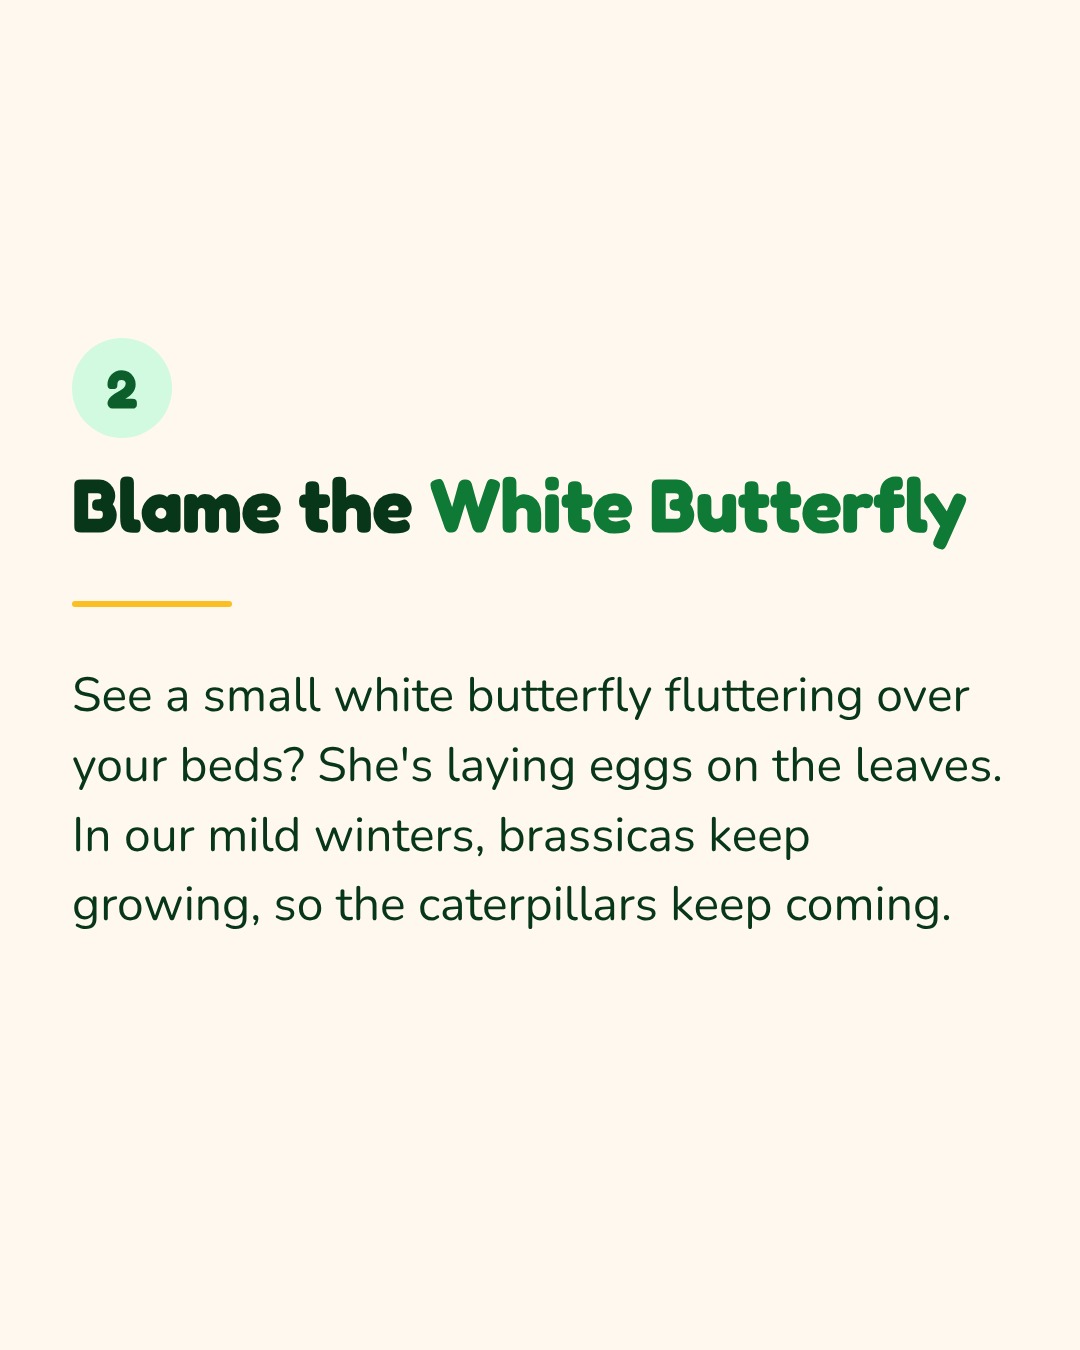 2
Blame the White Butterfly
See a small white butterfly fluttering over
your beds? She's laying eggs on the leaves.
In our mild winters, brassicas keep
growing, so the caterpillars keep coming.